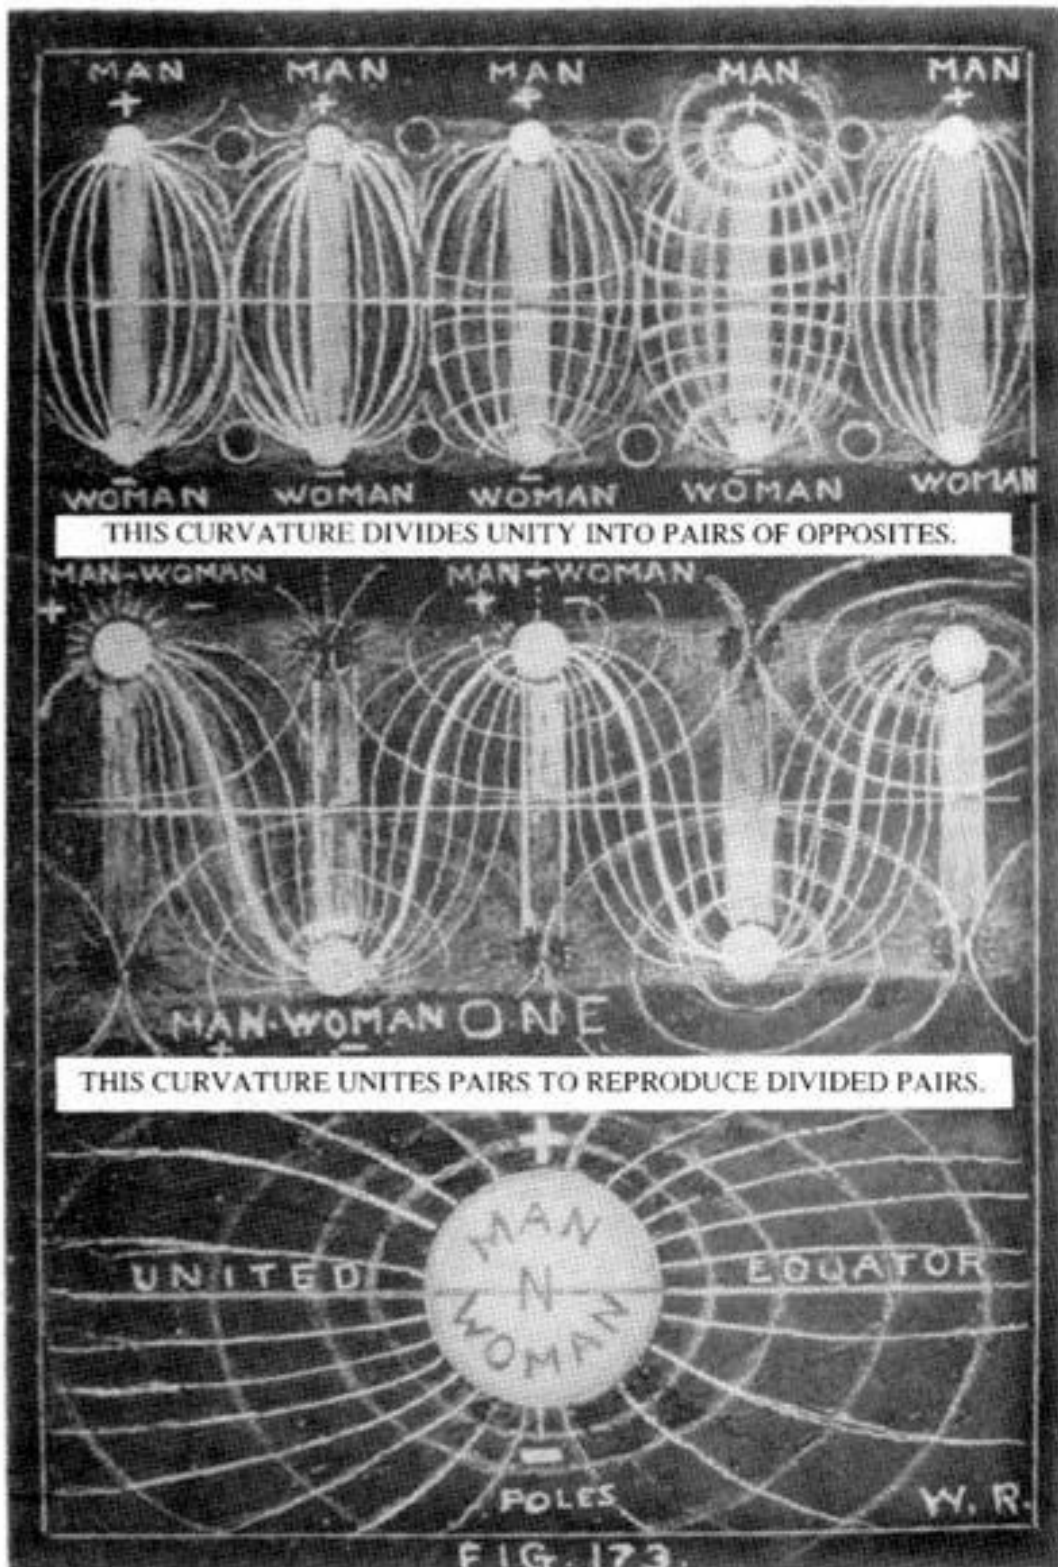 MAN MAN MAN MAN MAN
+ + + + +
- - - - -
WOMAN WOMAN WOMAN WOMAN WOMAN
THIS CURVATURE DIVIDES UNITY INTO PAIRS OF OPPOSITES.
MAN-WOMAN MAN-WOMAN
+ - + -
MAN-WOMAN ONE
+ -
THIS CURVATURE UNITES PAIRS TO REPRODUCE DIVIDED PAIRS.
+
MAN
UNITED N EQUATOR
WOMAN
-
POLES
W.R.
FIG. 173.